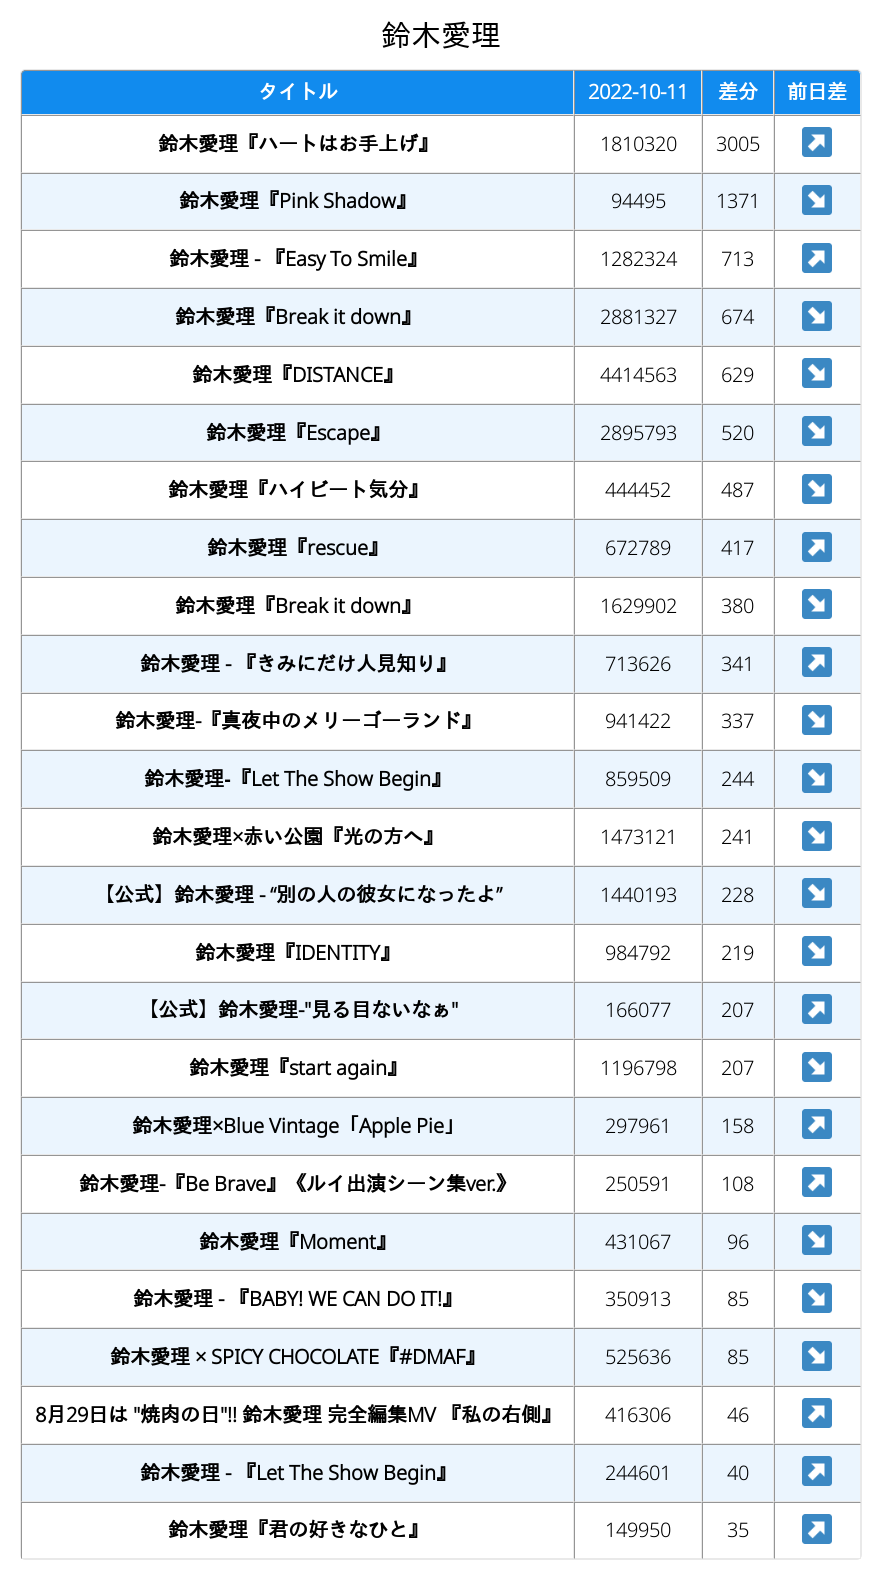 鈴木愛理
タイトル 2022-10-11 差分 前日差
鈴木愛理『ハートはお手上げ』 1810320 3005 ↗
鈴木愛理『Pink Shadow』 94495 1371 ↘
鈴木愛理 - 『Easy To Smile』 1282324 713 ↗
鈴木愛理『Break it down』 2881327 674 ↘
鈴木愛理『DISTANCE』 4414563 629 ↘
鈴木愛理『Escape』 2895793 520 ↘
鈴木愛理『ハイビート気分』 444452 487 ↘
鈴木愛理『rescue』 672789 417 ↗
鈴木愛理『Break it down』 1629902 380 ↘
鈴木愛理 - 『きみにだけ人見知り』 713626 341 ↗
鈴木愛理-『真夜中のメリーゴーランド』 941422 337 ↘
鈴木愛理-『Let The Show Begin』 859509 244 ↘
鈴木愛理×赤い公園『光の方へ』 1473121 241 ↘
【公式】鈴木愛理 - “別の人の彼女になったよ” 1440193 228 ↘
鈴木愛理『IDENTITY』 984792 219 ↘
【公式】鈴木愛理-"見る目ないなぁ" 166077 207 ↗
鈴木愛理『start again』 1196798 207 ↘
鈴木愛理×Blue Vintage「Apple Pie」 297961 158 ↗
鈴木愛理-『Be Brave』《ルイ出演シーン集ver.》 250591 108 ↗
鈴木愛理『Moment』 431067 96 ↘
鈴木愛理 - 『BABY! WE CAN DO IT!』 350913 85 ↘
鈴木愛理 × SPICY CHOCOLATE『#DMAF』 525636 85 ↘
8月29日は "焼肉の日"!! 鈴木愛理 完全編集MV 『私の右側』 416306 46 ↗
鈴木愛理 - 『Let The Show Begin』 244601 40 ↗
鈴木愛理『君の好きなひと』 149950 35 ↗